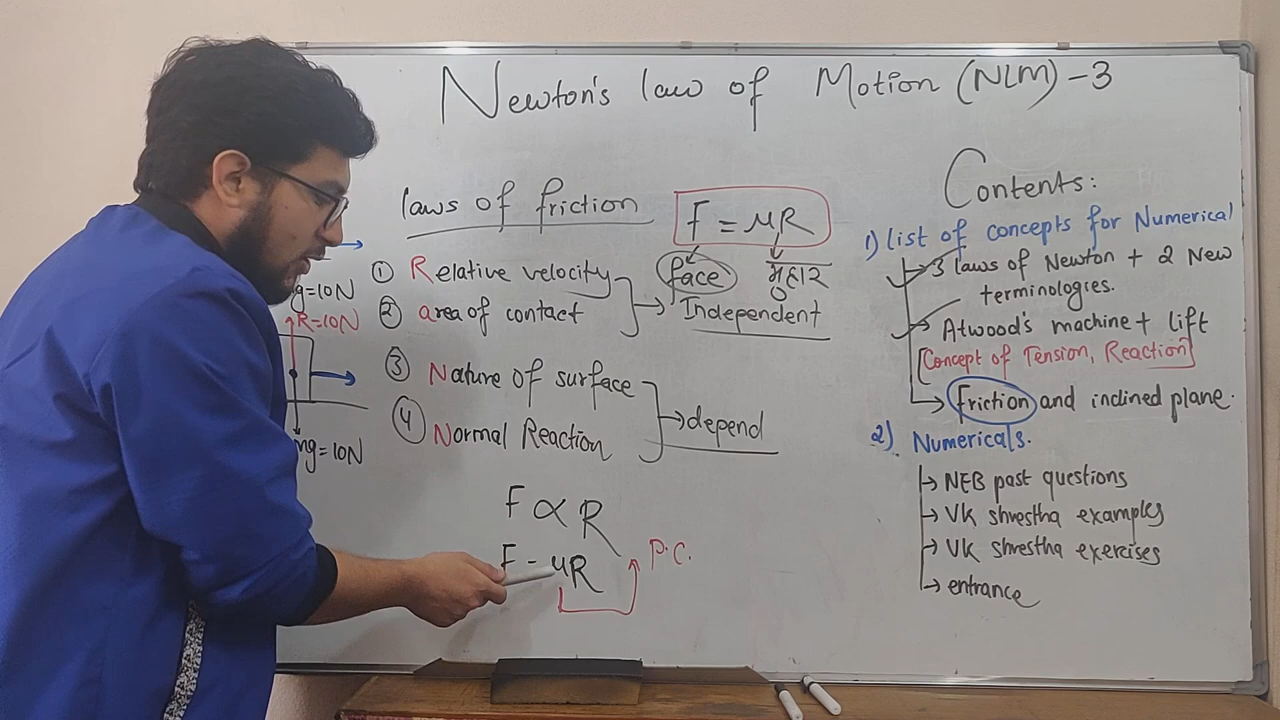 Newton's law of Motion (NLM) -3
laws of friction
F = μR
face
मुहार
① Relative velocity
② area of contact
→ Independent
③ Nature of surface
④ Normal Reaction
→ depend
F ∝ R
F = μR
P.C.
g=10N
R=10N
mg=10N
Contents:
1) list of concepts for Numerical
→ 3 laws of Newton + 2 New
terminologies.
→ Atwood's machine + lift
[Concept of Tension, Reaction]
→ friction and inclined plane.
2) Numericals.
→ NEB past questions
→ VK shrestha examples
→ VK shrestha exercises
→ entrance